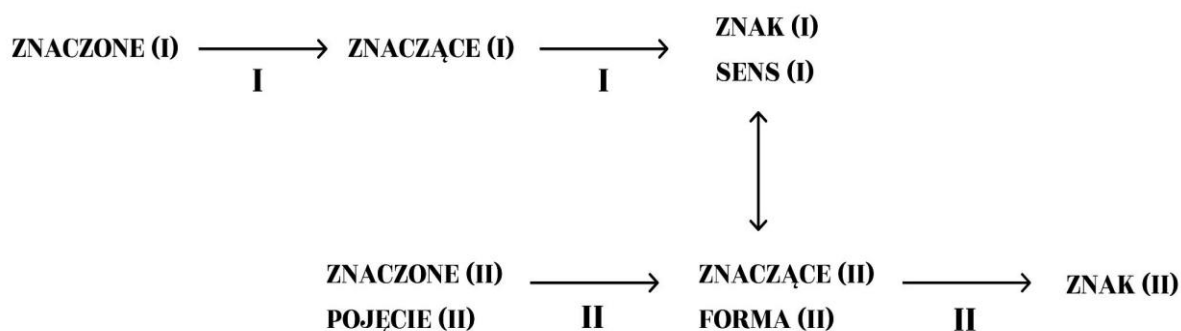 ZNACZONE (I)
I
ZNACZĄCE (I)
I
ZNAK (I)
SENS (I)
ZNACZONE (II)
POJĘCIE (II)
II
ZNACZĄCE (II)
FORMA (II)
II
ZNAK (II)